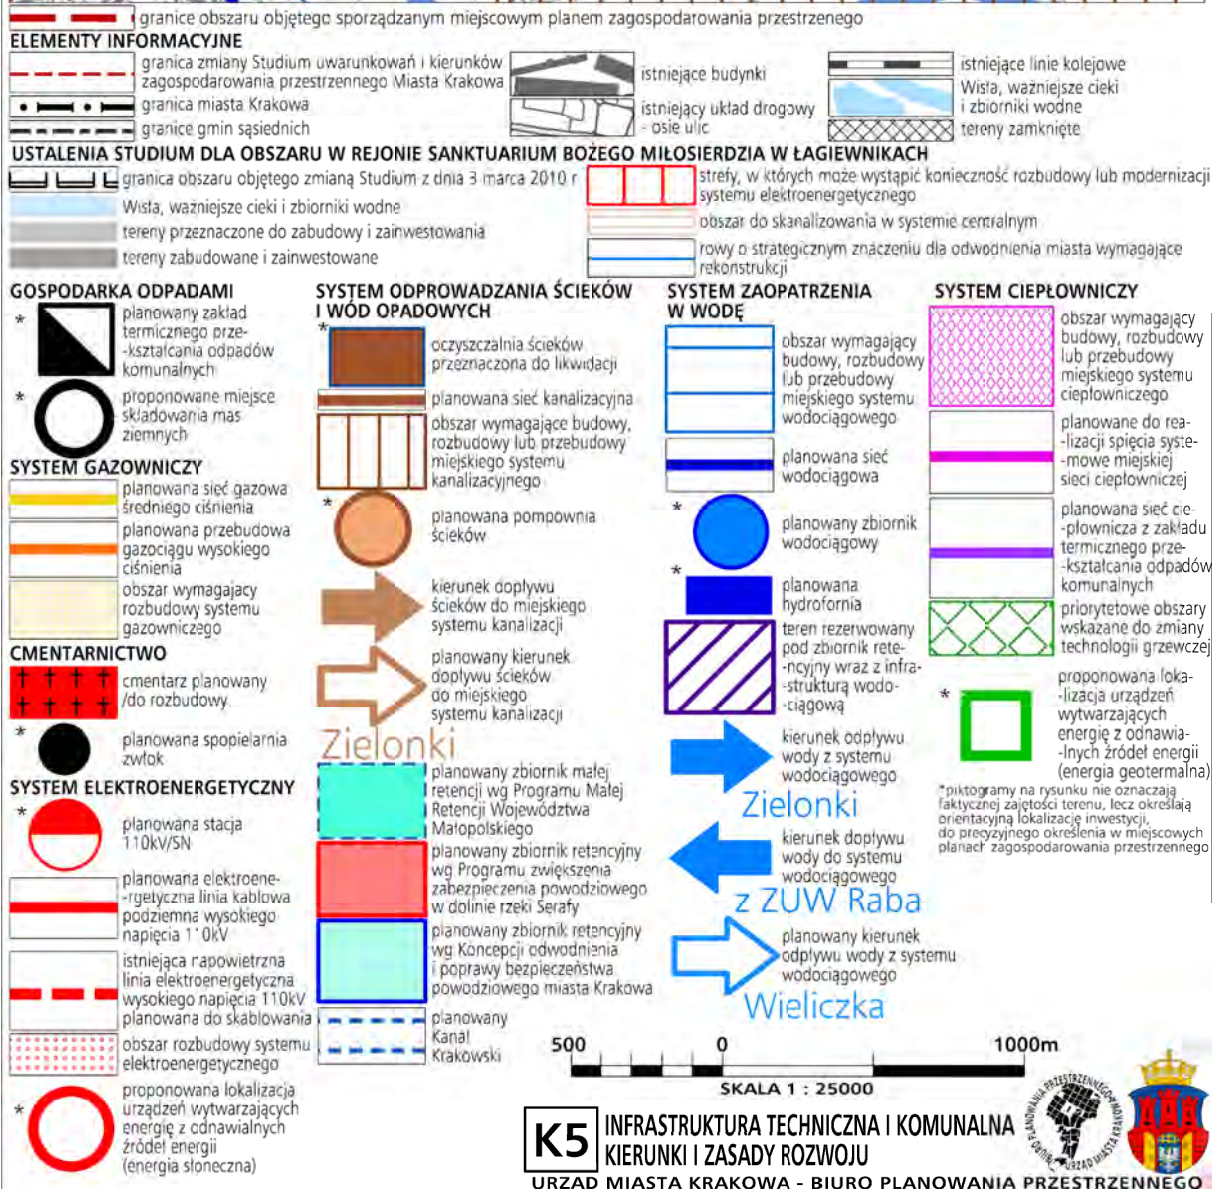 granice obszaru objętego sporządzanym miejscowym planem zagospodarowania przestrzenego
ELEMENTY INFORMACYJNE
granica zmiany Studium uwarunkowań i kierunków
zagospodarowania przestrzennego Miasta Krakowa
granica miasta Krakowa
granice gmin sąsiednich
istniejące budynki
istniejący układ drogowy
- osie ulic
istniejące linie kolejowe
Wisła, ważniejsze cieki
i zbiorniki wodne
tereny zamknięte
USTALENIA STUDIUM DLA OBSZARU W REJONIE SANKTUARIUM BOŻEGO MIŁOSIERDZIA W ŁAGIEWNIKACH
granica obszaru objętego zmianą Studium z dnia 3 marca 2010 r
Wisła, ważniejsze cieki i zbiorniki wodne
tereny przeznaczone do zabudowy i zainwestowania
tereny zabudowane i zainwestowane
strefy, w których może wystąpić konieczność rozbudowy lub modernizacji
systemu elektroenergetycznego
obszar do skanalizowania w systemie centralnym
rowy o strategicznym znaczeniu dla odwodnienia miasta wymagające
rekonstrukcji
GOSPODARKA ODPADAMI
*
planowany zakład
termicznego prze-
-kształcania odpadów
komunalnych
*
proponowane miejsce
składowania mas
ziemnych
SYSTEM GAZOWNICZY
planowana sieć gazowa
średniego ciśnienia
planowana przebudowa
gazociągu wysokiego
ciśnienia
obszar wymagajacy
rozbudowy systemu
gazowniczego
CMENTARNICTWO
cmentarz planowany
/do rozbudowy
*
planowana spopielarnia
zwłok
SYSTEM ELEKTROENERGETYCZNY
*
planowana stacja
110kV/SN
planowana elektroene-
-rgetyczna linia kablowa
podziemna wysokiego
napięcia 110kV
istniejąca napowietrzna
linia elektroenergetyczna
wysokiego napięcia 110kV
planowana do skablowania
obszar rozbudowy systemu
elektroenergetycznego
*
proponowana lokalizacja
urządzeń wytwarzających
energię z odnawialnych
źródeł energii
(energia słoneczna)
SYSTEM ODPROWADZANIA ŚCIEKÓW
I WÓD OPADOWYCH
*
oczyszczalnia ścieków
przeznaczona do likwidacji
planowana sieć kanalizacyjna
obszar wymagające budowy,
rozbudowy lub przebudowy
miejskiego systemu
kanalizacyjnego
*
planowana pompownia
ścieków
kierunek dopływu
ścieków do miejskiego
systemu kanalizacji
planowany kierunek
dopływu ścieków
do miejskiego
systemu kanalizacji
Zielonki
planowany zbiornik małej
retencji wg Programu Małej
Retencji Województwa
Małopolskiego
planowany zbiornik retencyjny
wg Programu zwiększenia
zabezpieczenia powodziowego
w dolinie rzeki Serafy
planowany zbiornik retencyjny
wg Koncepcji odwodnienia
i poprawy bezpieczeństwa
powodziowego miasta Krakowa
planowany
Kanał
Krakowski
SYSTEM ZAOPATRZENIA
W WODĘ
obszar wymagający
budowy, rozbudowy
lub przebudowy
miejskiego systemu
wodociągowego
planowana sieć
wodociągowa
*
planowany zbiornik
wodociągowy
*
planowana
hydrofornia
teren rezerwowany
pod zbiornik rete-
-ncyjny wraz z infra-
-strukturą wodo-
-ciągową
kierunek odpływu
wody z systemu
wodociągowego
Zielonki
kierunek dopływu
wody do systemu
wodociągowego
z ZUW Raba
planowany kierunek
odpływu wody z systemu
wodociągowego
Wieliczka
SYSTEM CIEPŁOWNICZY
obszar wymagający
budowy, rozbudowy
lub przebudowy
miejskiego systemu
ciepłowniczego
planowane do rea-
-lizacji spięcia syste-
-mowe miejskiej
sieci ciepłowniczej
planowana sieć cie-
-płownicza z zakładu
termicznego prze-
-kształcania odpadów
komunalnych
priorytetowe obszary
wskazane do zmiany
technologii grzewczej
*
proponowana loka-
-lizacja urządzeń
wytwarzających
energię z odnawia-
-lnych źródeł energii
(energia geotermalna)
*piktogramy na rysunku nie oznaczają
faktycznej zajętości terenu, lecz określają
orientacyjną lokalizację inwestycji,
do precyzyjnego określenia w miejscowych
planach zagospodarowania przestrzennego
500 0 1000m
SKALA 1 : 25000
K5
INFRASTRUKTURA TECHNICZNA I KOMUNALNA
KIERUNKI I ZASADY ROZWOJU
BIURO PLANOWANIA PRZESTRZENNEGO
URZĄD MIASTA KRAKOWA
URZĄD MIASTA KRAKOWA - BIURO PLANOWANIA PRZESTRZENNEGO